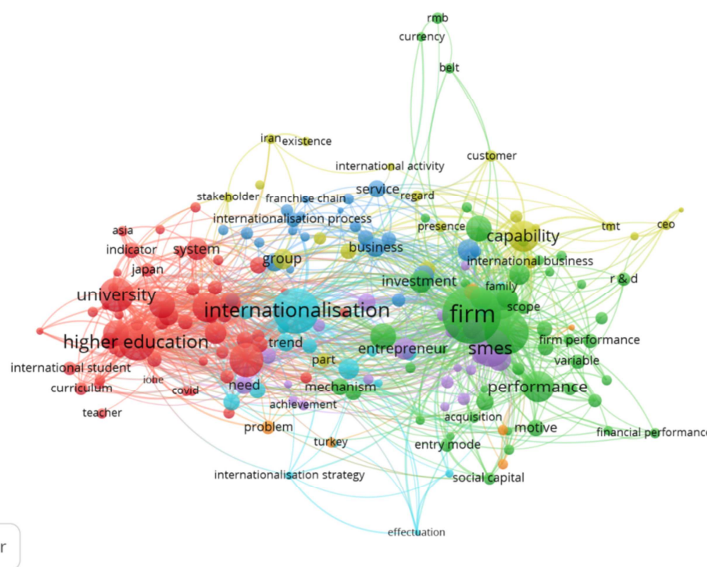 rmb
currency
belt
iran
existence
customer
international activity
service
stakeholder
franchise chain
regard
internationalisation process
presence
tmt
ceo
asia
capability
indicator
system
business
group
international business
japan
investment
r & d
family
university
internationalisation
firm
scope
higher education
trend
entrepreneur
smes
firm performance
part
variable
international student
need
mechanism
performance
curriculum
covid
achievement
teacher
problem
acquisition
motive
turkey
entry mode
financial performance
internationalisation strategy
social capital
effectuation
r